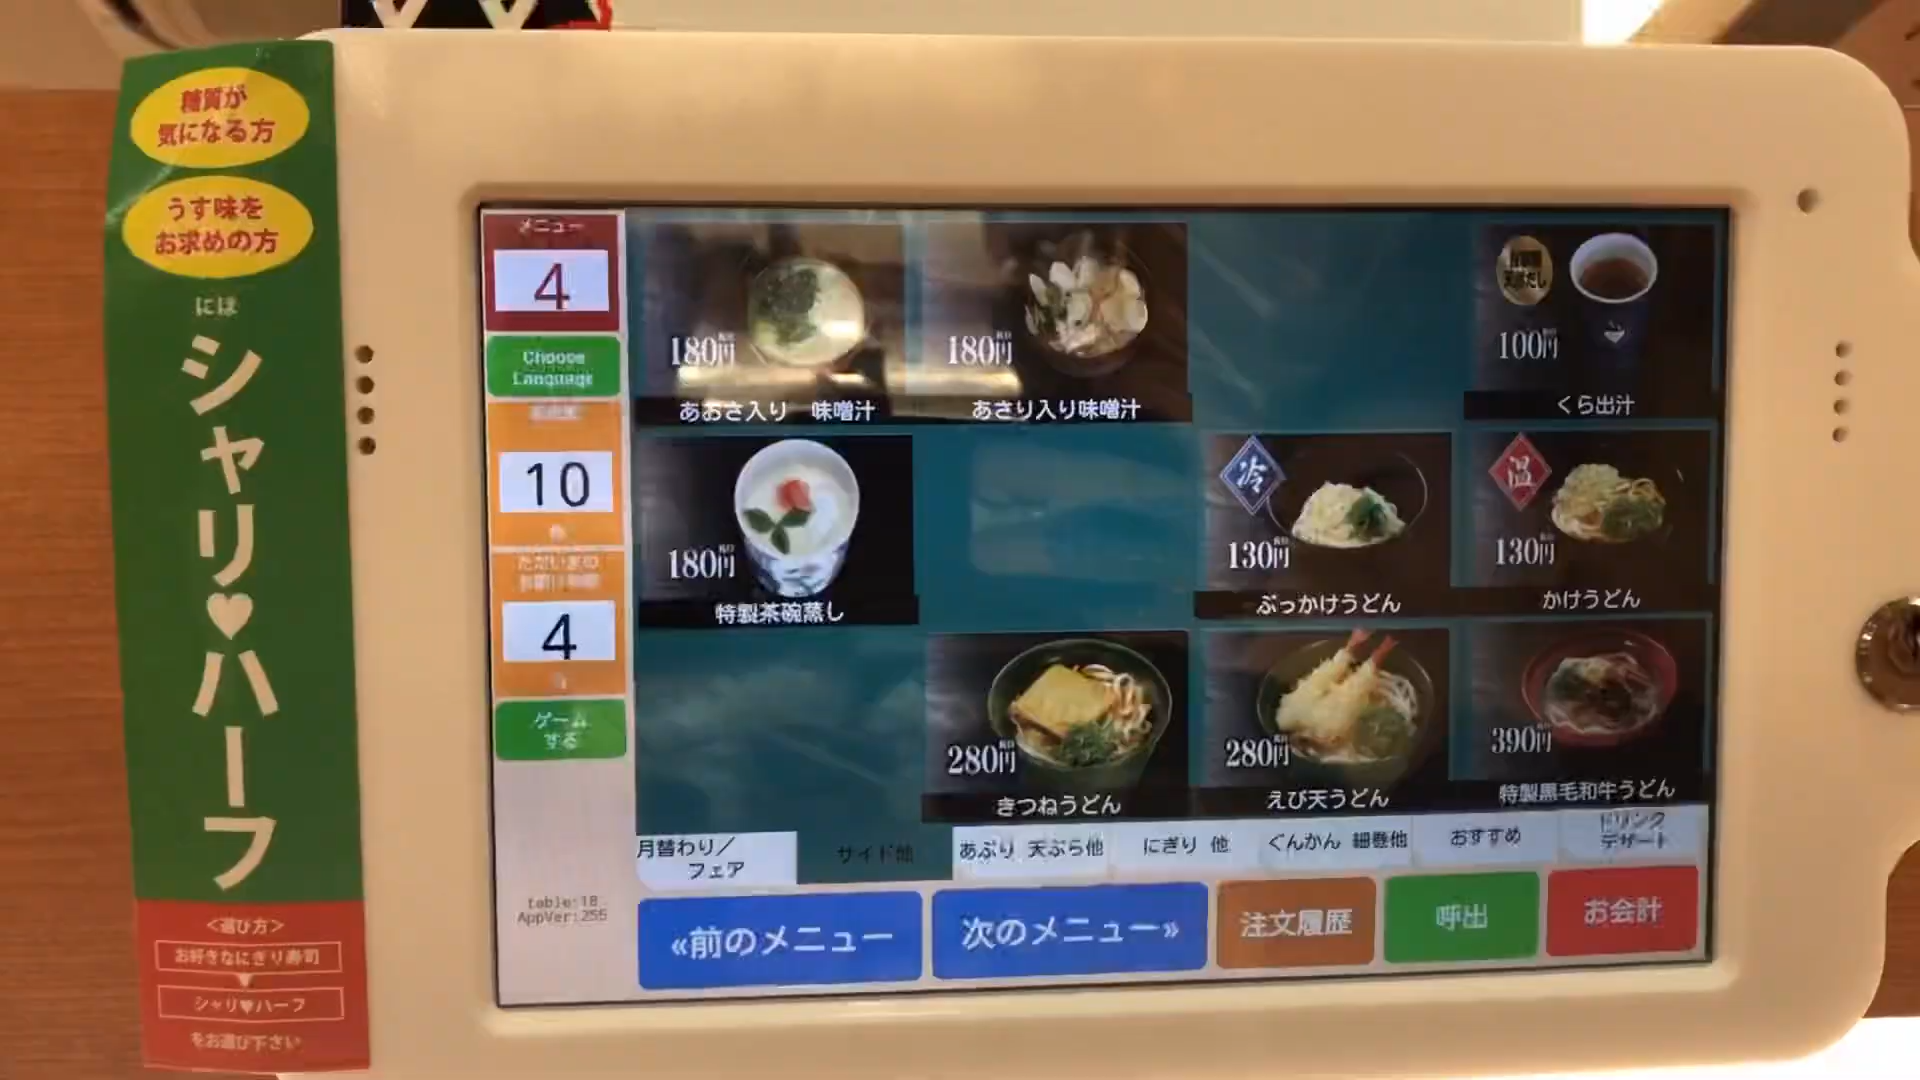 糖質が
気になる方
うす味を
お求めの方
には
シャリ♥ハーフ
<選び方>
お好きなにぎり寿司
シャリ♥ハーフ
をお選び下さい
メニュー
4
Choose
Language
10
ただいまの
4
ゲーム
する
table:18
AppVer:255
180円
あおさ入り 味噌汁
180円
あさり入り味噌汁
100円
くら出汁
180円
特製茶碗蒸し
冷
130円
ぶっかけうどん
温
130円
かけうどん
280円
きつねうどん
280円
えび天うどん
390円
特製黒毛和牛うどん
月替わり/
フェア
サイド他
あぶり 天ぷら他
にぎり 他
ぐんかん 細巻他
おすすめ
ドリンク
デザート
«前のメニュー
次のメニュー»
注文履歴
呼出
お会計